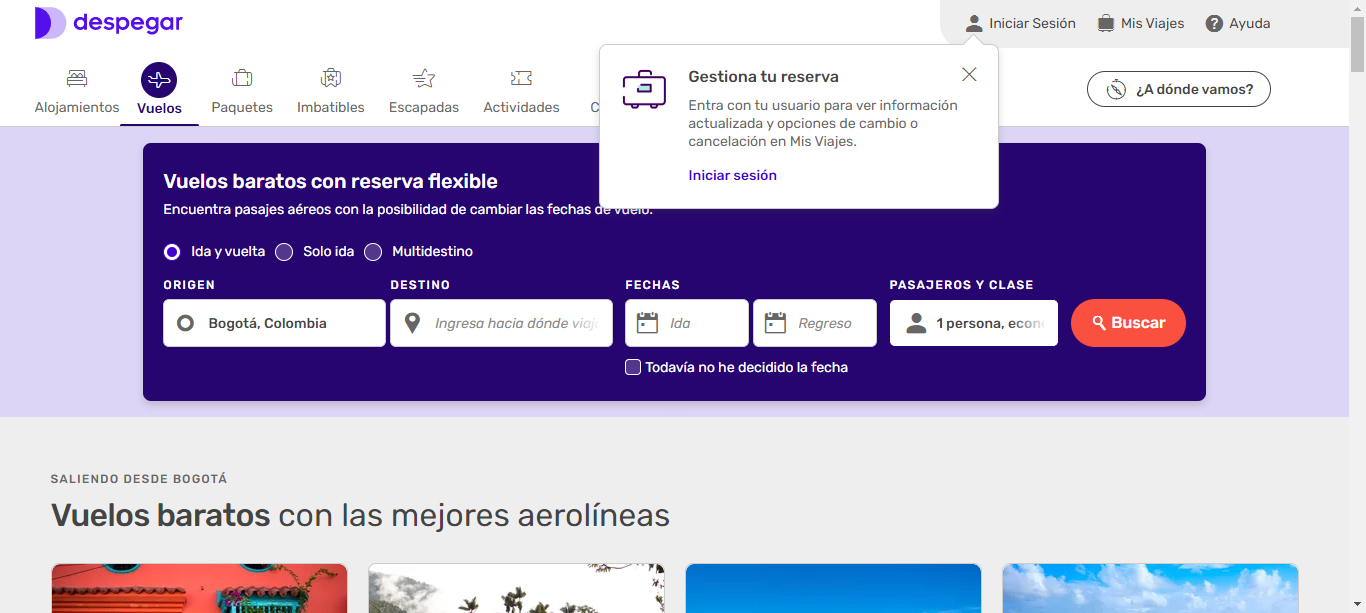 despegar
Iniciar Sesión
Mis Viajes
? Ayuda
Alojamientos
Vuelos
Paquetes
Imbatibles
Escapadas
Actividades
C
¿A dónde vamos?
Gestiona tu reserva
Entra con tu usuario para ver información
actualizada y opciones de cambio o
cancelación en Mis Viajes.
Iniciar sesión
Vuelos baratos con reserva flexible
Encuentra pasajes aéreos con la posibilidad de cambiar las fechas de vuelo.
Ida y vuelta
Solo ida
Multidestino
ORIGEN
DESTINO
FECHAS
PASAJEROS Y CLASE
Bogotá, Colombia
Ingresa hacia dónde viaj
Ida
Regreso
1 persona, econ
Buscar
Todavía no he decidido la fecha
SALIENDO DESDE BOGOTÁ
Vuelos baratos con las mejores aerolíneas